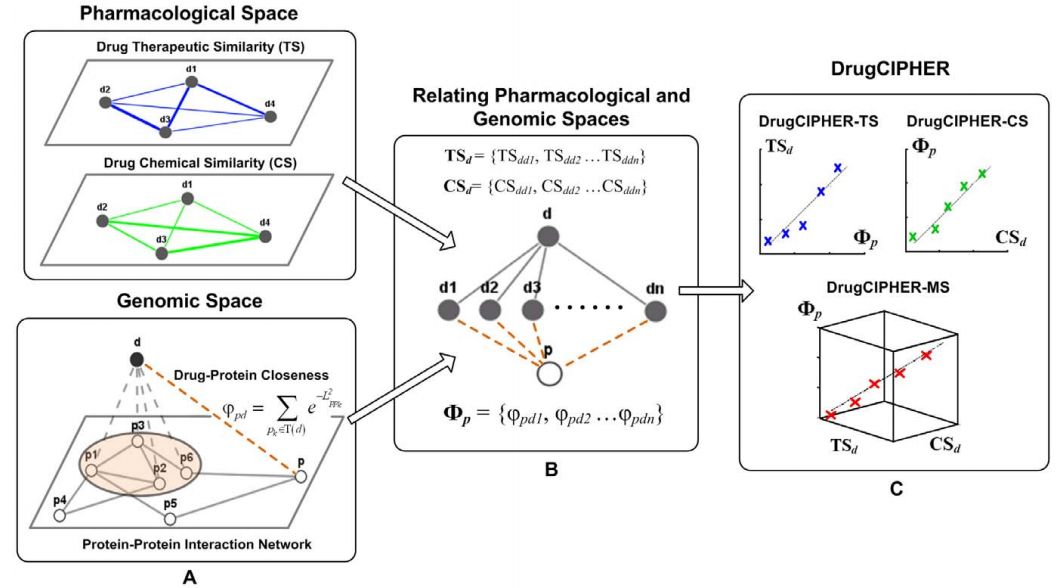 Pharmacological Space
Drug Therapeutic Similarity (TS)
d1
d2
d3
d4
Drug Chemical Similarity (CS)
d1
d2
d3
d4
Genomic Space
d
Drug-Protein Closeness
φpd = ∑ pk∈T(d) e^-L²ppk
p3
p1
p6
p2
p
p4
p5
Protein-Protein Interaction Network
A
Relating Pharmacological and
Genomic Spaces
TSd = {TSdd1, TSdd2 …TSddn}
CSd= {CSdd1, CSdd2 …CSddn}
d
d1 d2 d3 ······ dn
p
Φp = {φpd1, φpd2 …φpdn}
B
DrugCIPHER
DrugCIPHER-TS
TSd
Φp
DrugCIPHER-CS
Φp
CSd
DrugCIPHER-MS
Φp
TSd
CSd
C